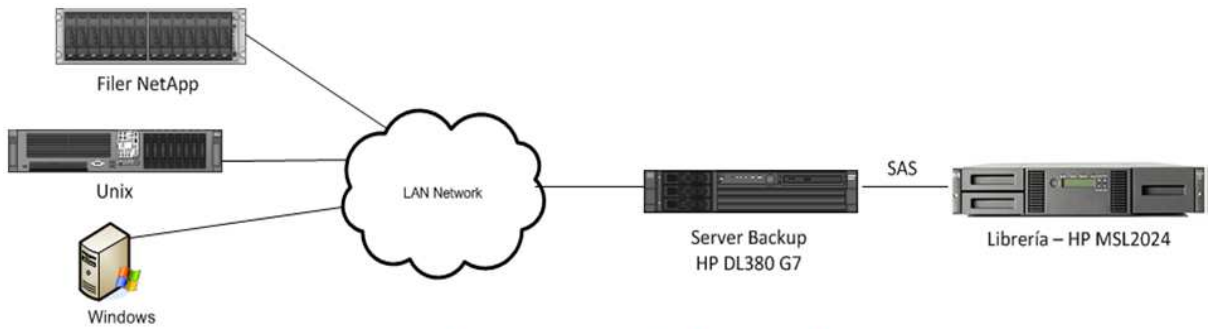 Filer NetApp
Unix
Windows
LAN Network
Server Backup
HP DL380 G7
SAS
Librería – HP MSL2024